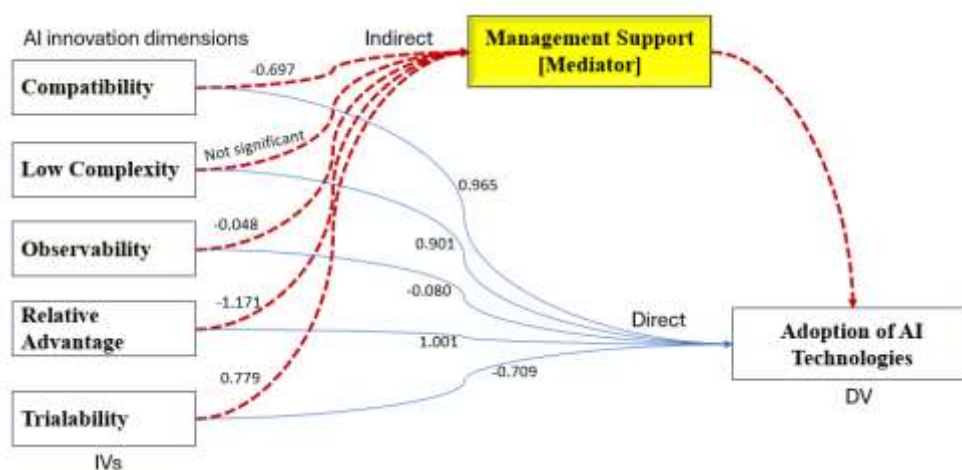 AI innovation dimensions
Indirect
Management Support
[Mediator]
Compatibility
-0.697
Low Complexity
Not significant
0.965
Observability
-0.048
0.901
-0.080
Relative
Advantage
-1.171
1.001
Direct
Adoption of AI
Technologies
Trialability
0.779
-0.709
DV
IVs